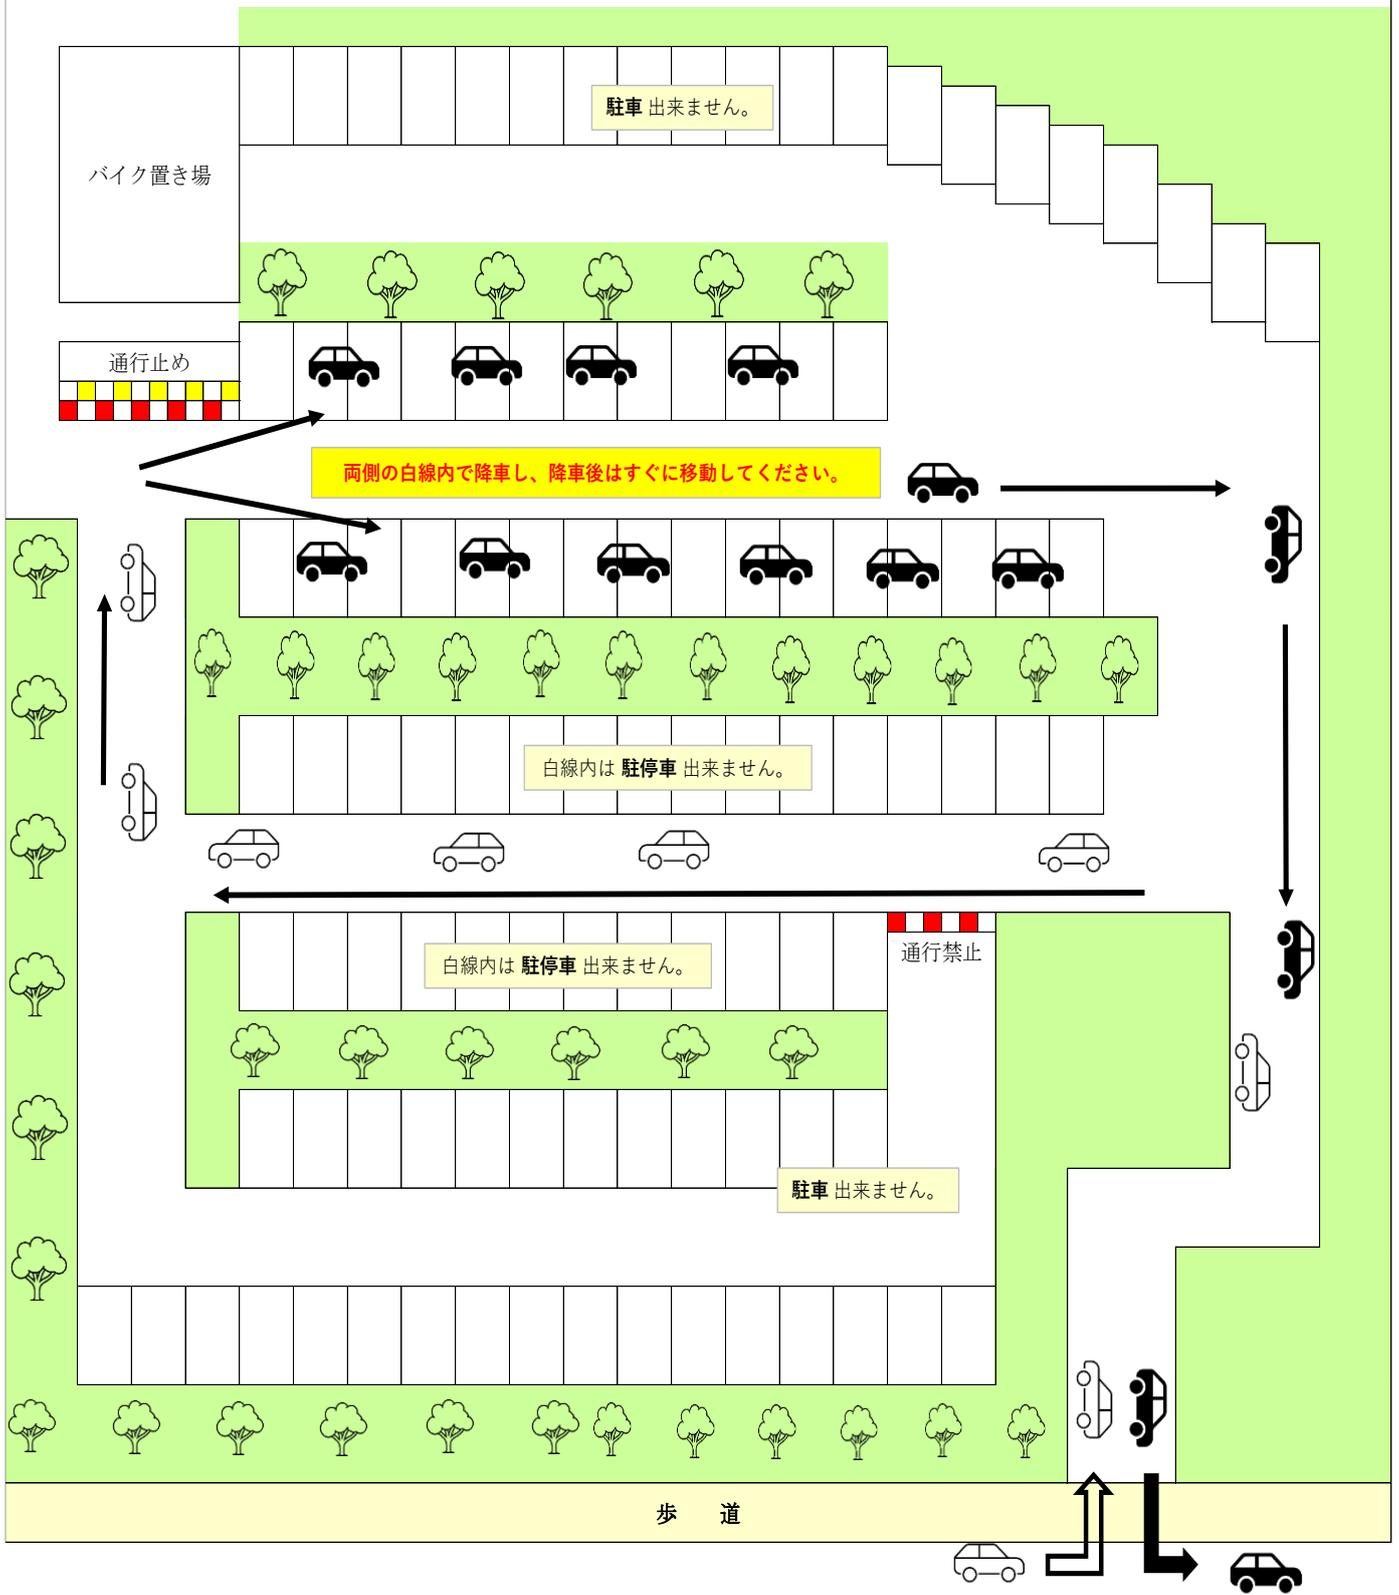 駐車 出来ません。
バイク置き場
通行止め
両側の白線内で降車し、降車後はすぐに移動してください。
白線内は 駐停車 出来ません。
白線内は 駐停車 出来ません。
通行禁止
駐車 出来ません。
歩 道